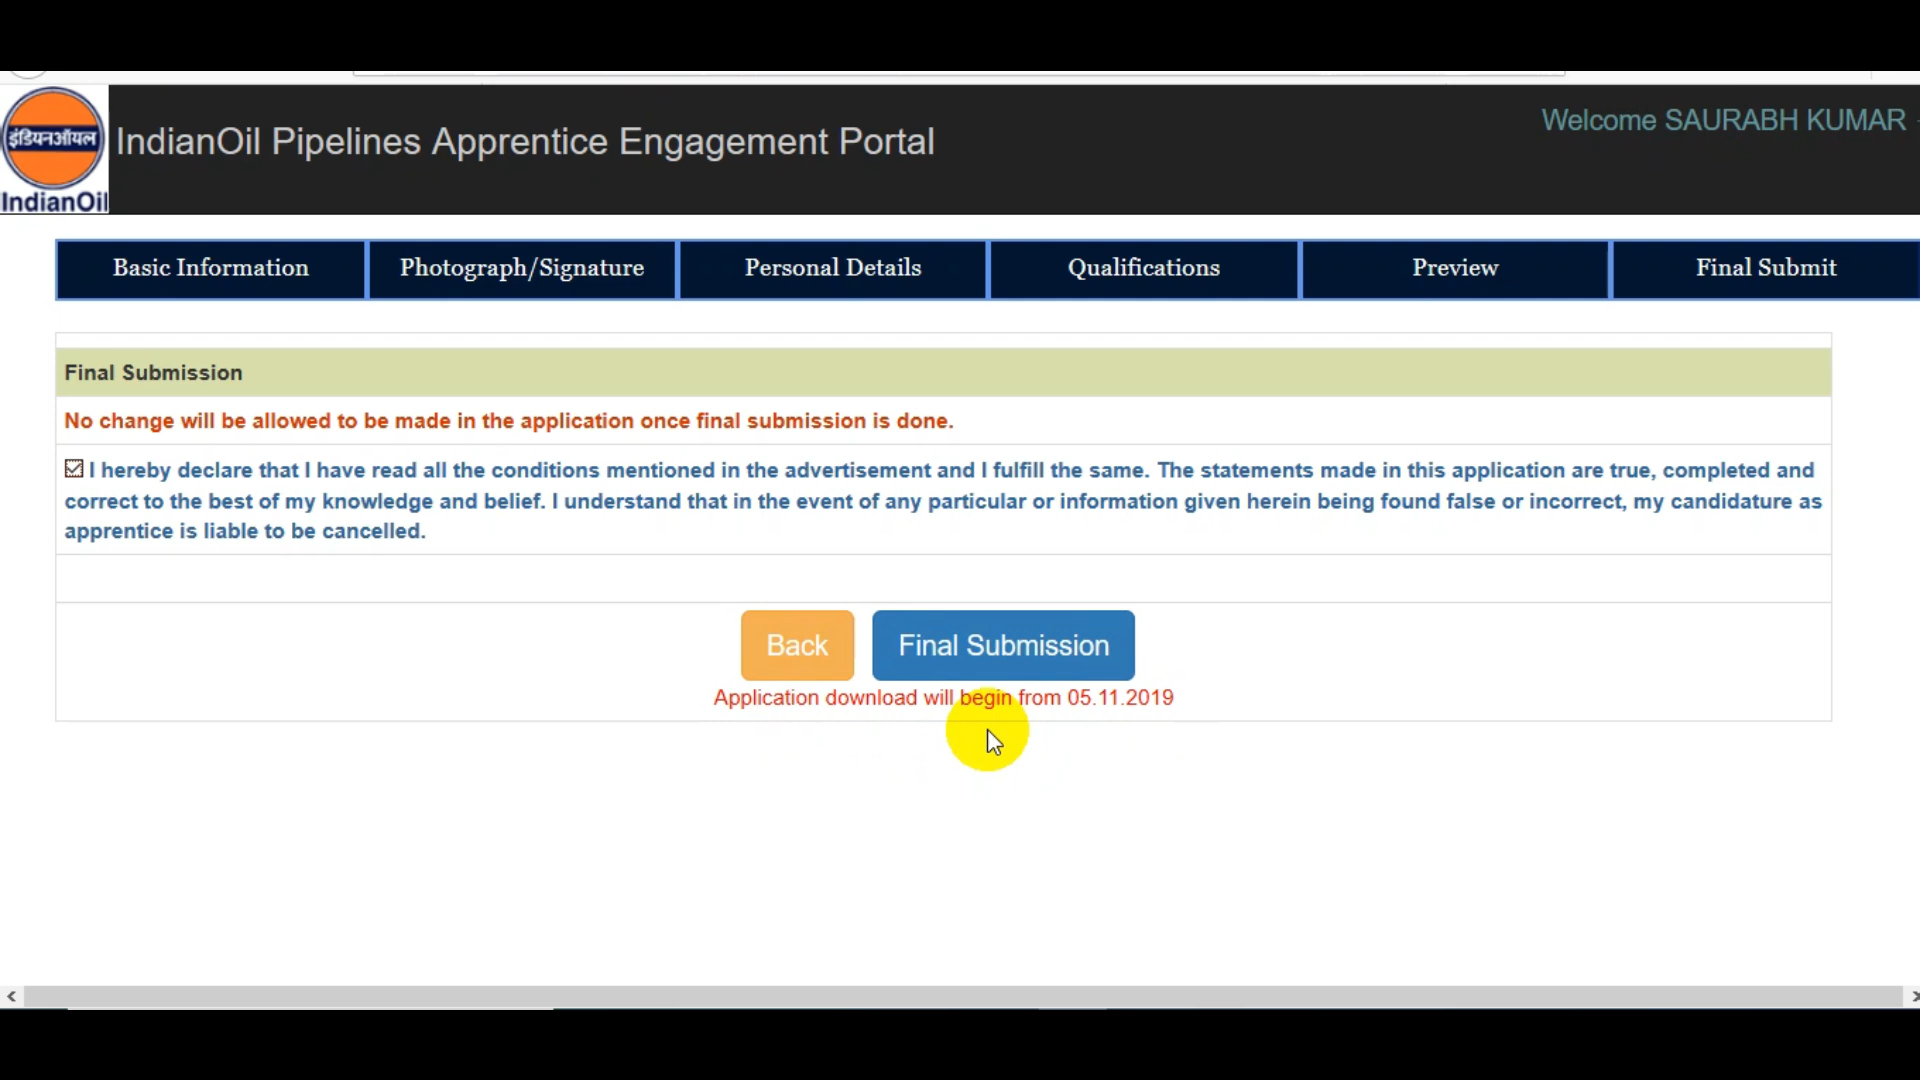 इंडियनऑयल
IndianOil
IndianOil Pipelines Apprentice Engagement Portal
Welcome SAURABH KUMAR
Basic Information
Photograph/Signature
Personal Details
Qualifications
Preview
Final Submit
Final Submission
No change will be allowed to be made in the application once final submission is done.
I hereby declare that I have read all the conditions mentioned in the advertisement and I fulfill the same. The statements made in this application are true, completed and
correct to the best of my knowledge and belief. I understand that in the event of any particular or information given herein being found false or incorrect, my candidature as
apprentice is liable to be cancelled.
Back
Final Submission
Application download will begin from 05.11.2019